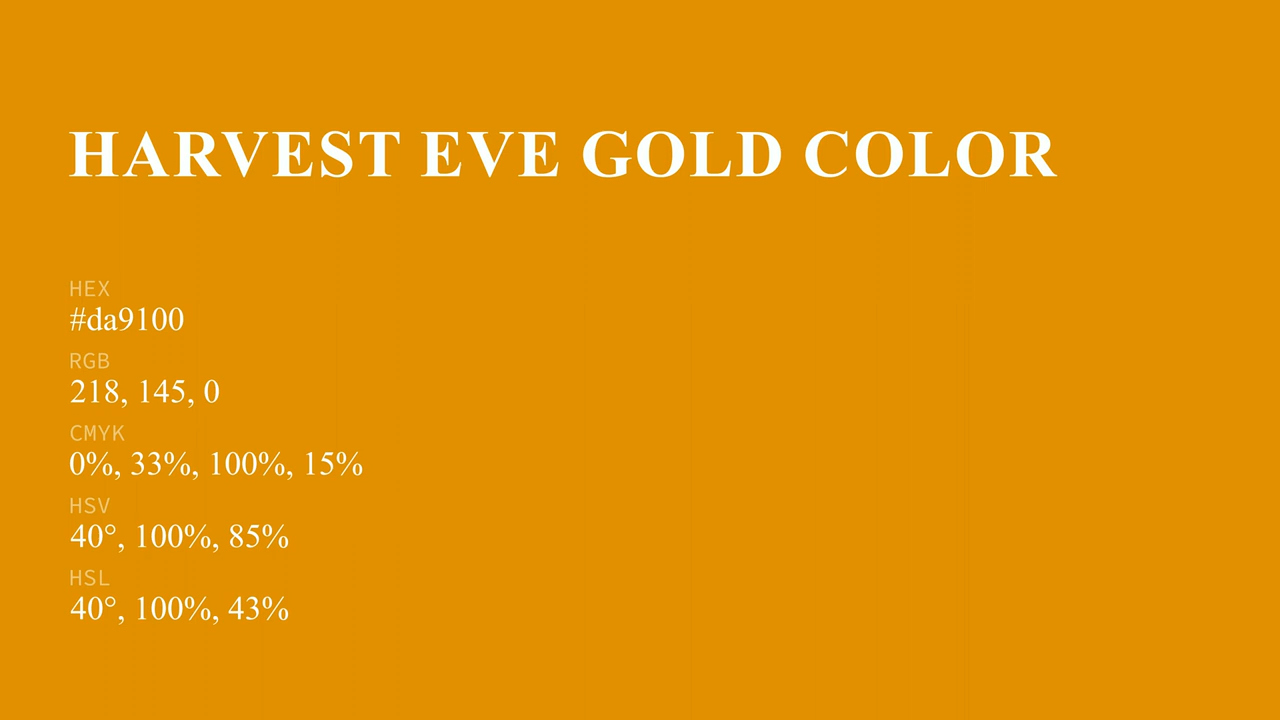 HARVEST EVE GOLD COLOR
HEX
#da9100
RGB
218, 145, 0
CMYK
0%, 33%, 100%, 15%
HSV
40°, 100%, 85%
HSL
40°, 100%, 43%